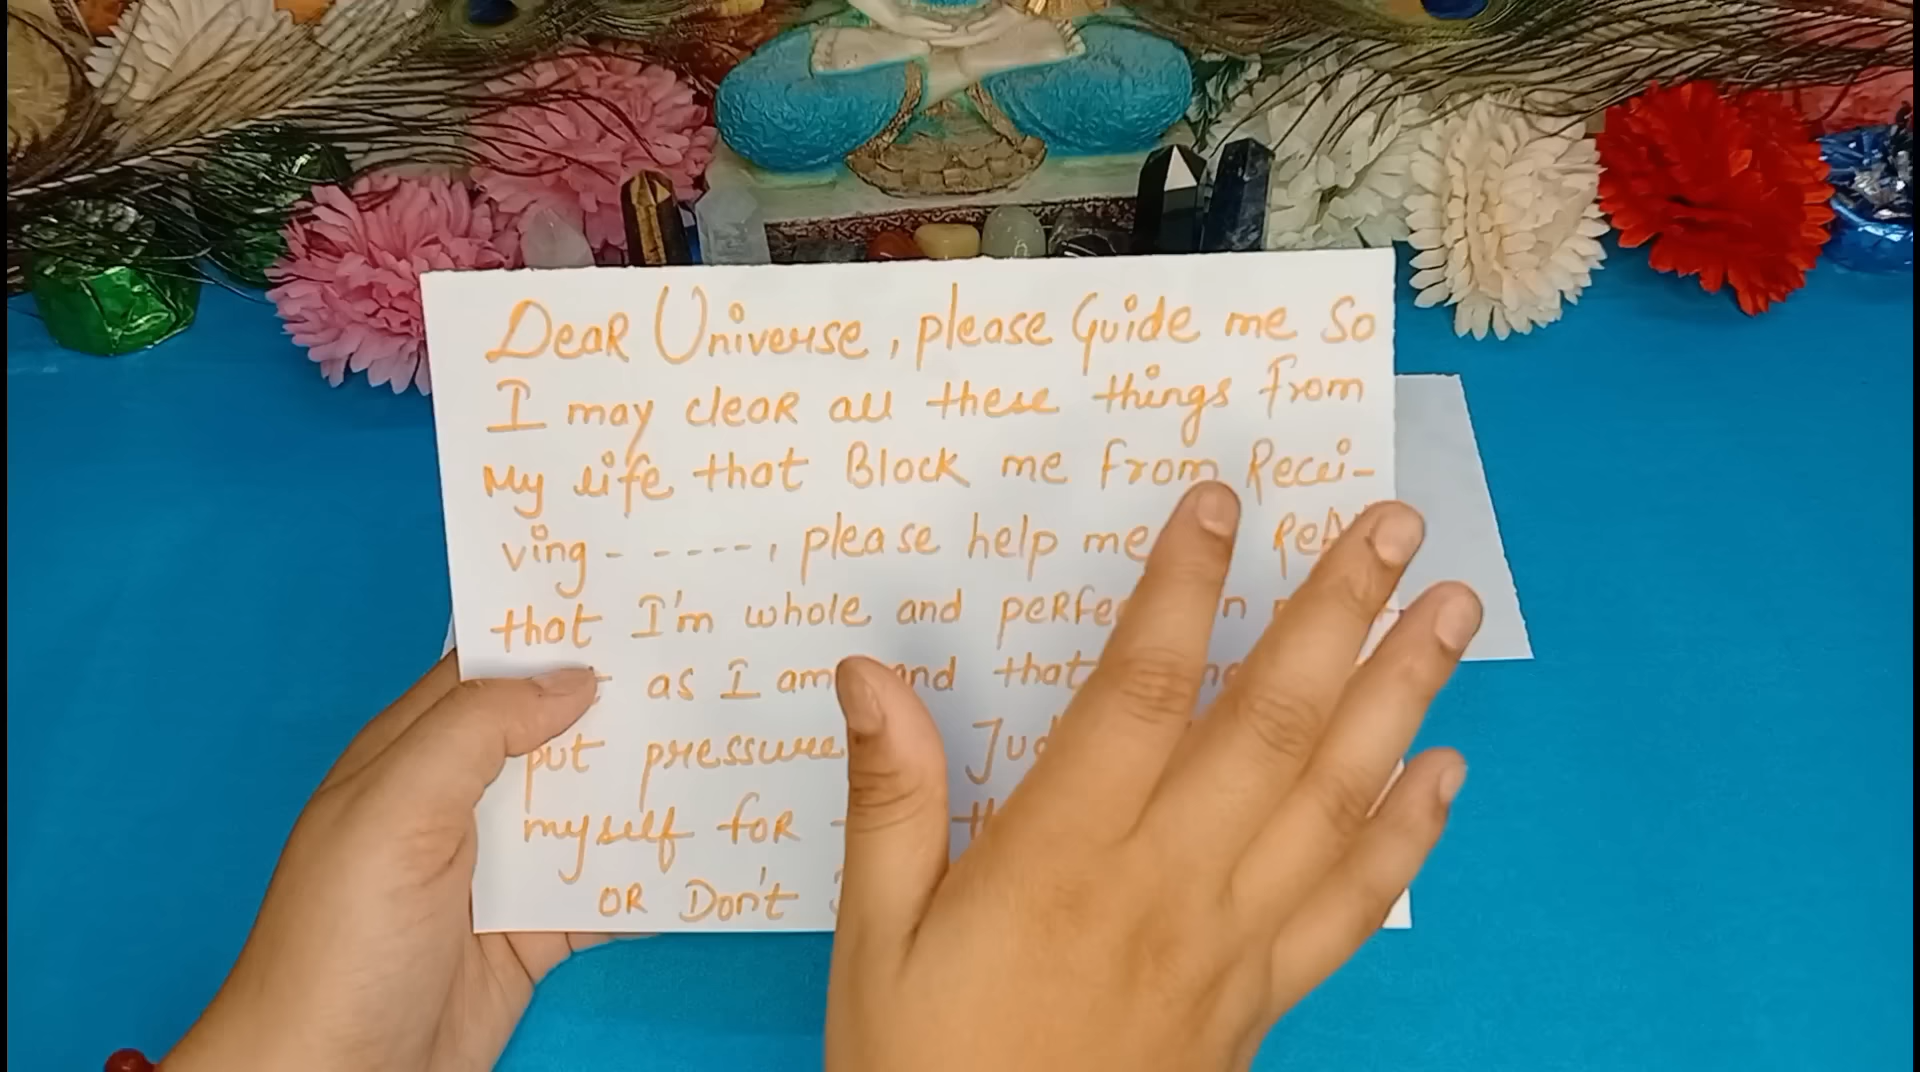 Dear Universe, please Guide me so
I may clear all these things from
My life that Block me from Recei-
ving - - - - - -, please help me
that I'm whole and
as I am and that
put pressure
myself for
OR Don't